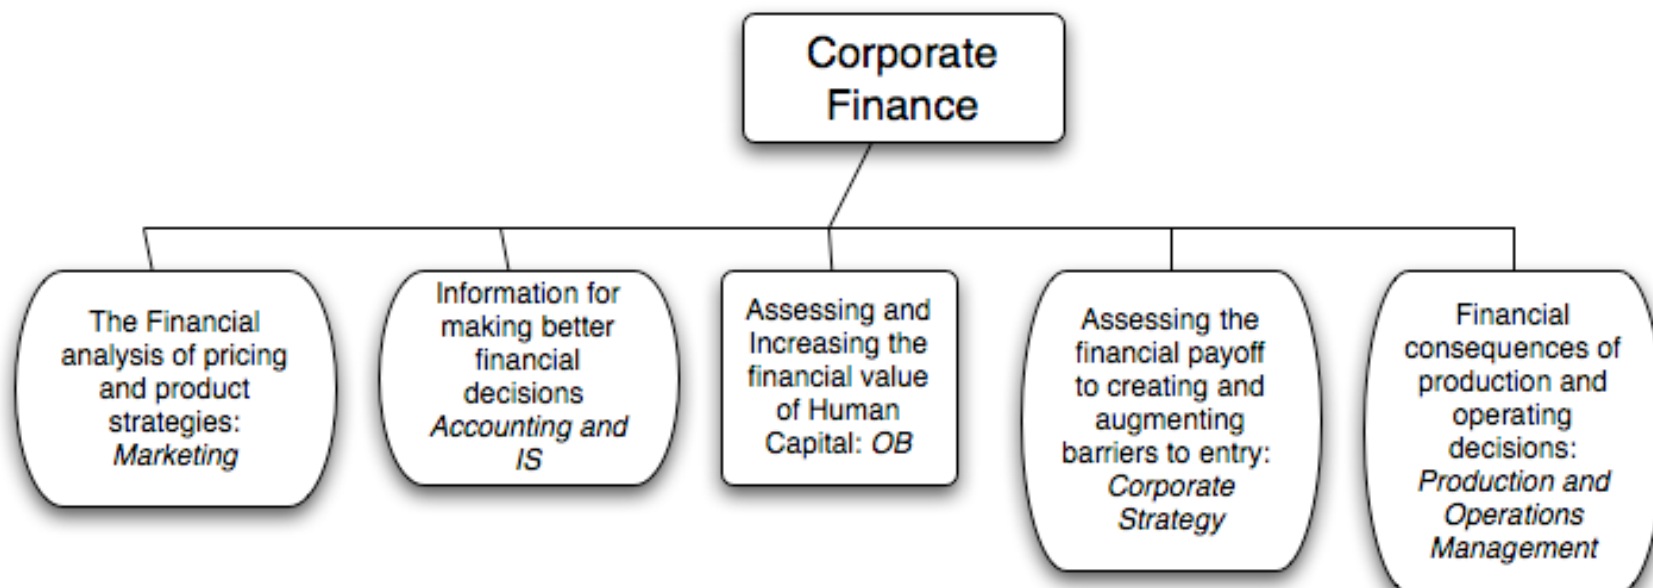 Corporate
Finance
The Financial
analysis of pricing
and product
strategies:
Marketing
Information for
making better
financial
decisions
Accounting and
IS
Assessing and
Increasing the
financial value
of Human
Capital: OB
Assessing the
financial payoff
to creating and
augmenting
barriers to entry:
Corporate
Strategy
Financial
consequences of
production and
operating
decisions:
Production and
Operations
Management